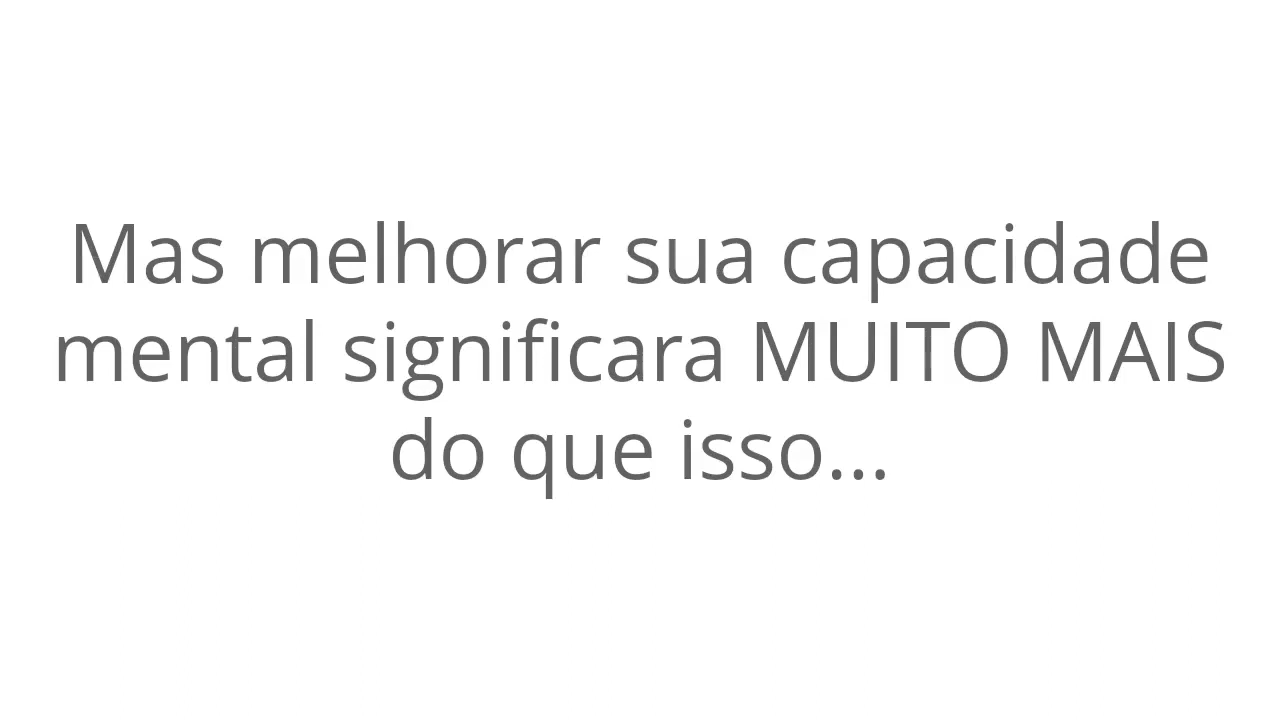 Mas melhorar sua capacidade
mental significara MUITO MAIS
do que isso...